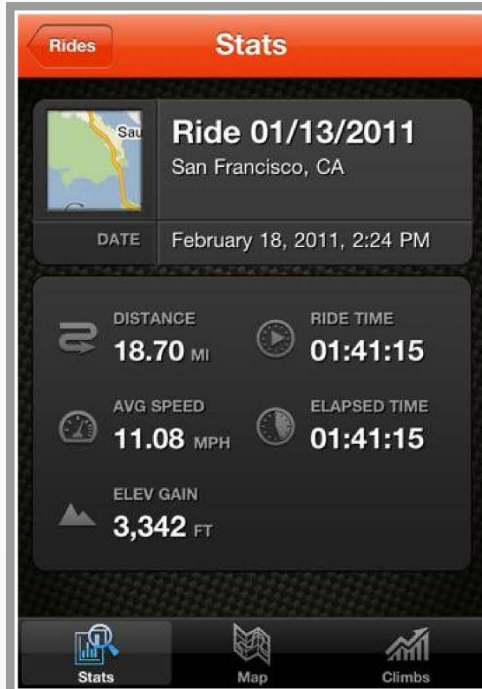 Rides
Stats
Sau
Ride 01/13/2011
San Francisco, CA
DATE February 18, 2011, 2:24 PM
DISTANCE RIDE TIME
18.70 MI 01:41:15
AVG SPEED ELAPSED TIME
11.08 MPH 01:41:15
ELEV GAIN
3,342 FT
Stats Map Climbs